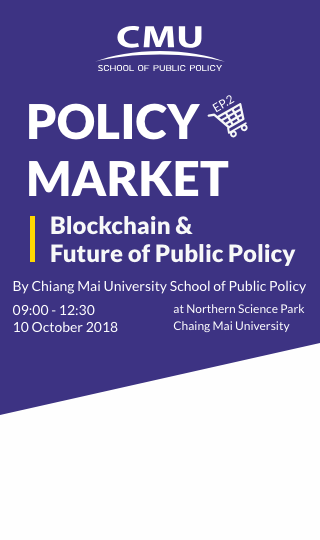 CMU
SCHOOL OF PUBLIC POLICY
EP.2
POLICY
MARKET
Blockchain &
Future of Public Policy
By Chiang Mai University School of Public Policy
09:00 - 12:30
10 October 2018
at Northern Science Park
Chaing Mai University